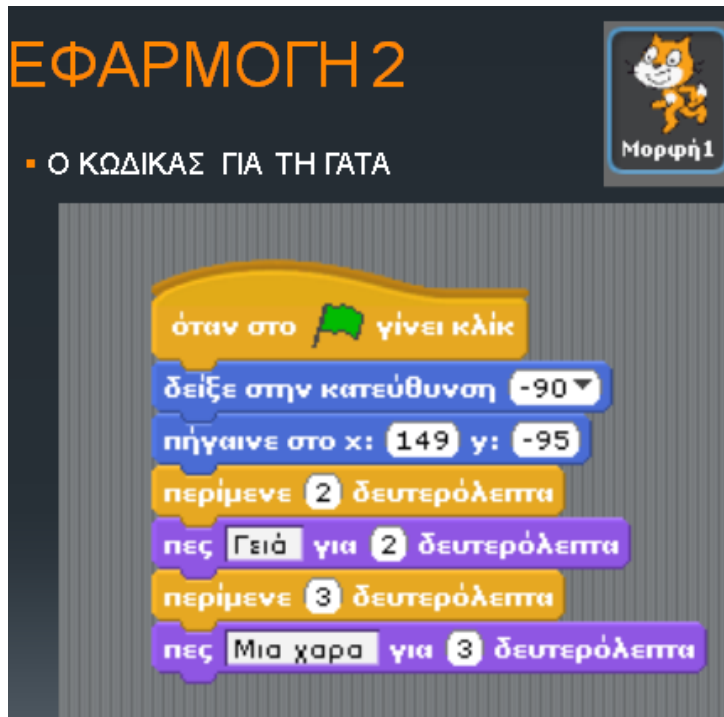 ΕΦΑΡΜΟΓΗ 2
Μορφή1
Ο ΚΩΔΙΚΑΣ ΓΙΑ ΤΗ ΓΑΤΑ
όταν στο γίνει κλίκ
δείξε στην κατεύθυνση -90
πήγαινε στο x: 149 y: -95
περίμενε 2 δευτερόλεπτα
πες Γειά για 2 δευτερόλεπτα
περίμενε 3 δευτερόλεπτα
πες Μια χαρα για 3 δευτερόλεπτα